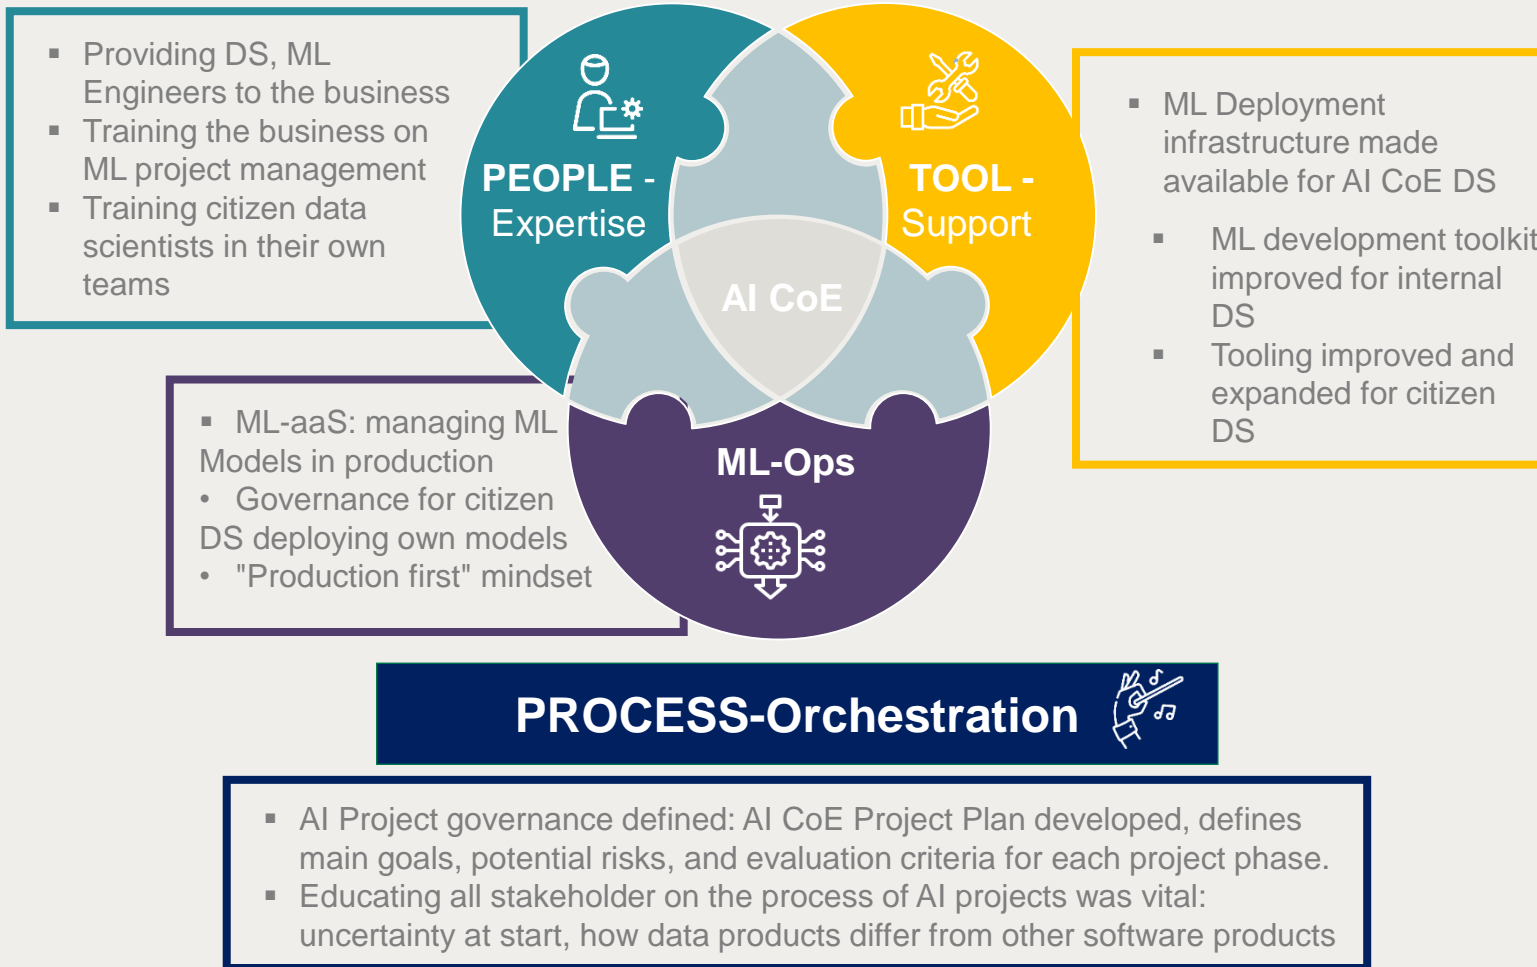 ▪ Providing DS, ML
Engineers to the business
▪ Training the business on
ML project management
▪ Training citizen data
scientists in their own
teams
PEOPLE -
Expertise
TOOL -
Support
AI CoE
▪ ML Deployment
infrastructure made
available for AI CoE DS
▪ ML development toolkit
improved for internal
DS
▪ Tooling improved and
expanded for citizen
DS
▪ ML-aaS: managing ML
Models in production
• Governance for citizen
DS deploying own models
• "Production first" mindset
ML-Ops
PROCESS-Orchestration
▪ AI Project governance defined: AI CoE Project Plan developed, defines
main goals, potential risks, and evaluation criteria for each project phase.
▪ Educating all stakeholder on the process of AI projects was vital:
uncertainty at start, how data products differ from other software products